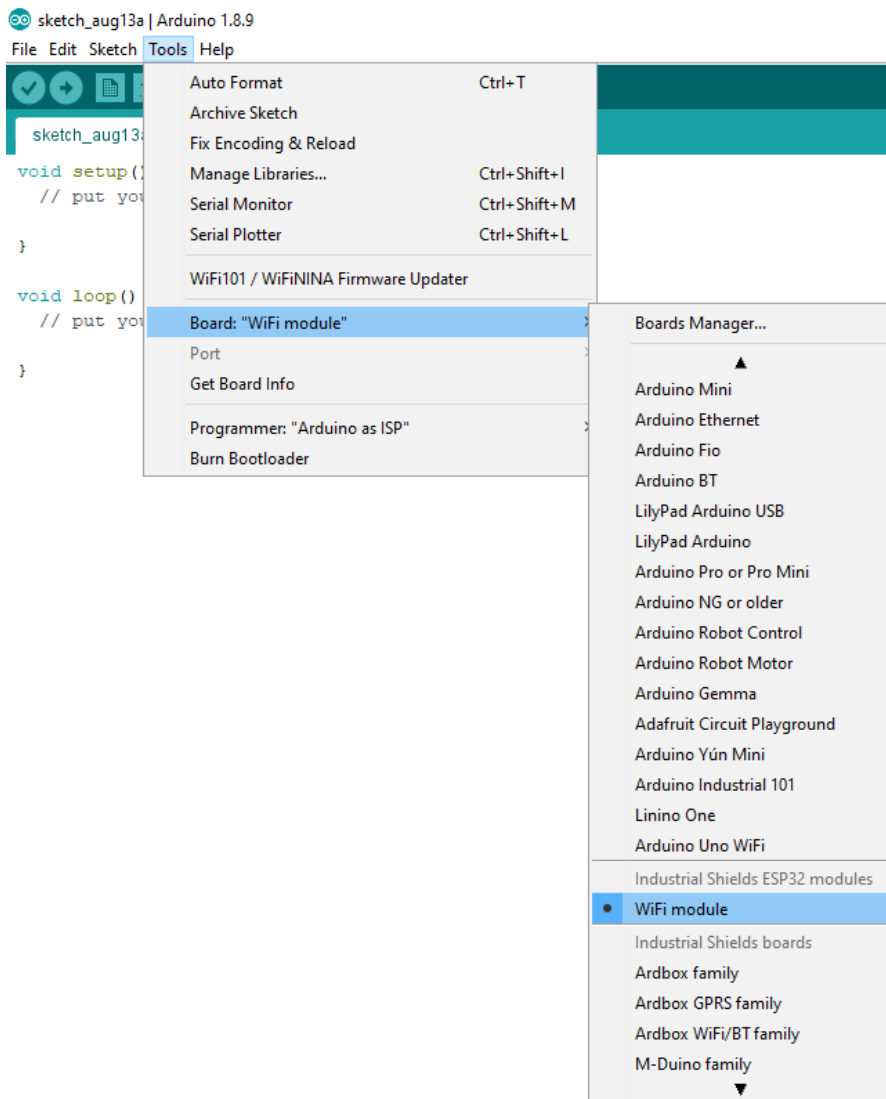 sketch_aug13a | Arduino 1.8.9
File Edit Sketch Tools Help
sketch_aug13a
void setup()
// put you
}
void loop()
// put you
}
Auto Format Ctrl+T
Archive Sketch
Fix Encoding & Reload
Manage Libraries... Ctrl+Shift+I
Serial Monitor Ctrl+Shift+M
Serial Plotter Ctrl+Shift+L
WiFi101 / WiFiNINA Firmware Updater
Board: "WiFi module"
Port
Get Board Info
Programmer: "Arduino as ISP"
Burn Bootloader
Boards Manager...
Arduino Mini
Arduino Ethernet
Arduino Fio
Arduino BT
LilyPad Arduino USB
LilyPad Arduino
Arduino Pro or Pro Mini
Arduino NG or older
Arduino Robot Control
Arduino Robot Motor
Arduino Gemma
Adafruit Circuit Playground
Arduino Yún Mini
Arduino Industrial 101
Linino One
Arduino Uno WiFi
Industrial Shields ESP32 modules
WiFi module
Industrial Shields boards
Ardbox family
Ardbox GPRS family
Ardbox WiFi/BT family
M-Duino family